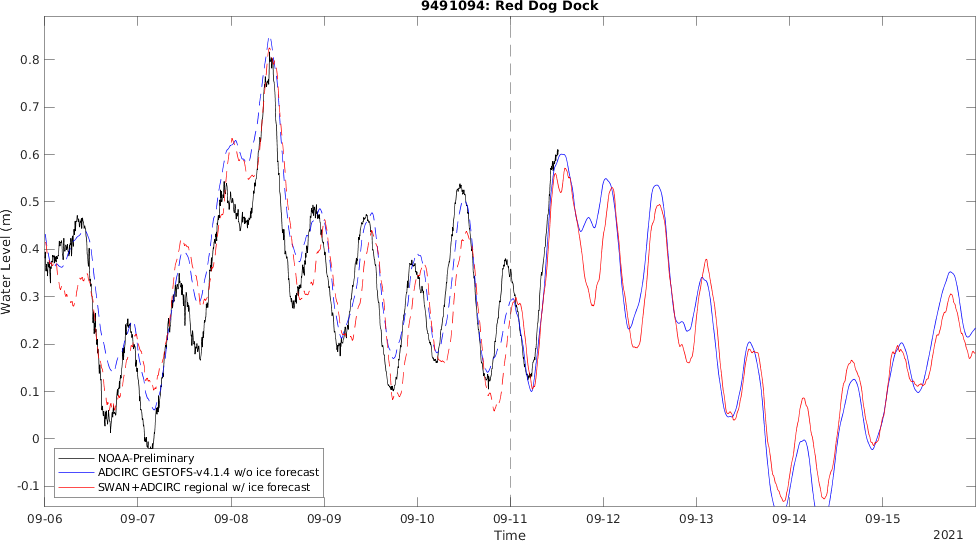 9491094: Red Dog Dock
Water Level (m)
0.8
0.7
0.6
0.5
0.4
0.3
0.2
0.1
0
-0.1
NOAA-Preliminary
ADCIRC GESTOFS-v4.1.4 w/o ice forecast
SWAN+ADCIRC regional w/ ice forecast
09-06 09-07 09-08 09-09 09-10 09-11 09-12 09-13 09-14 09-15
Time
2021